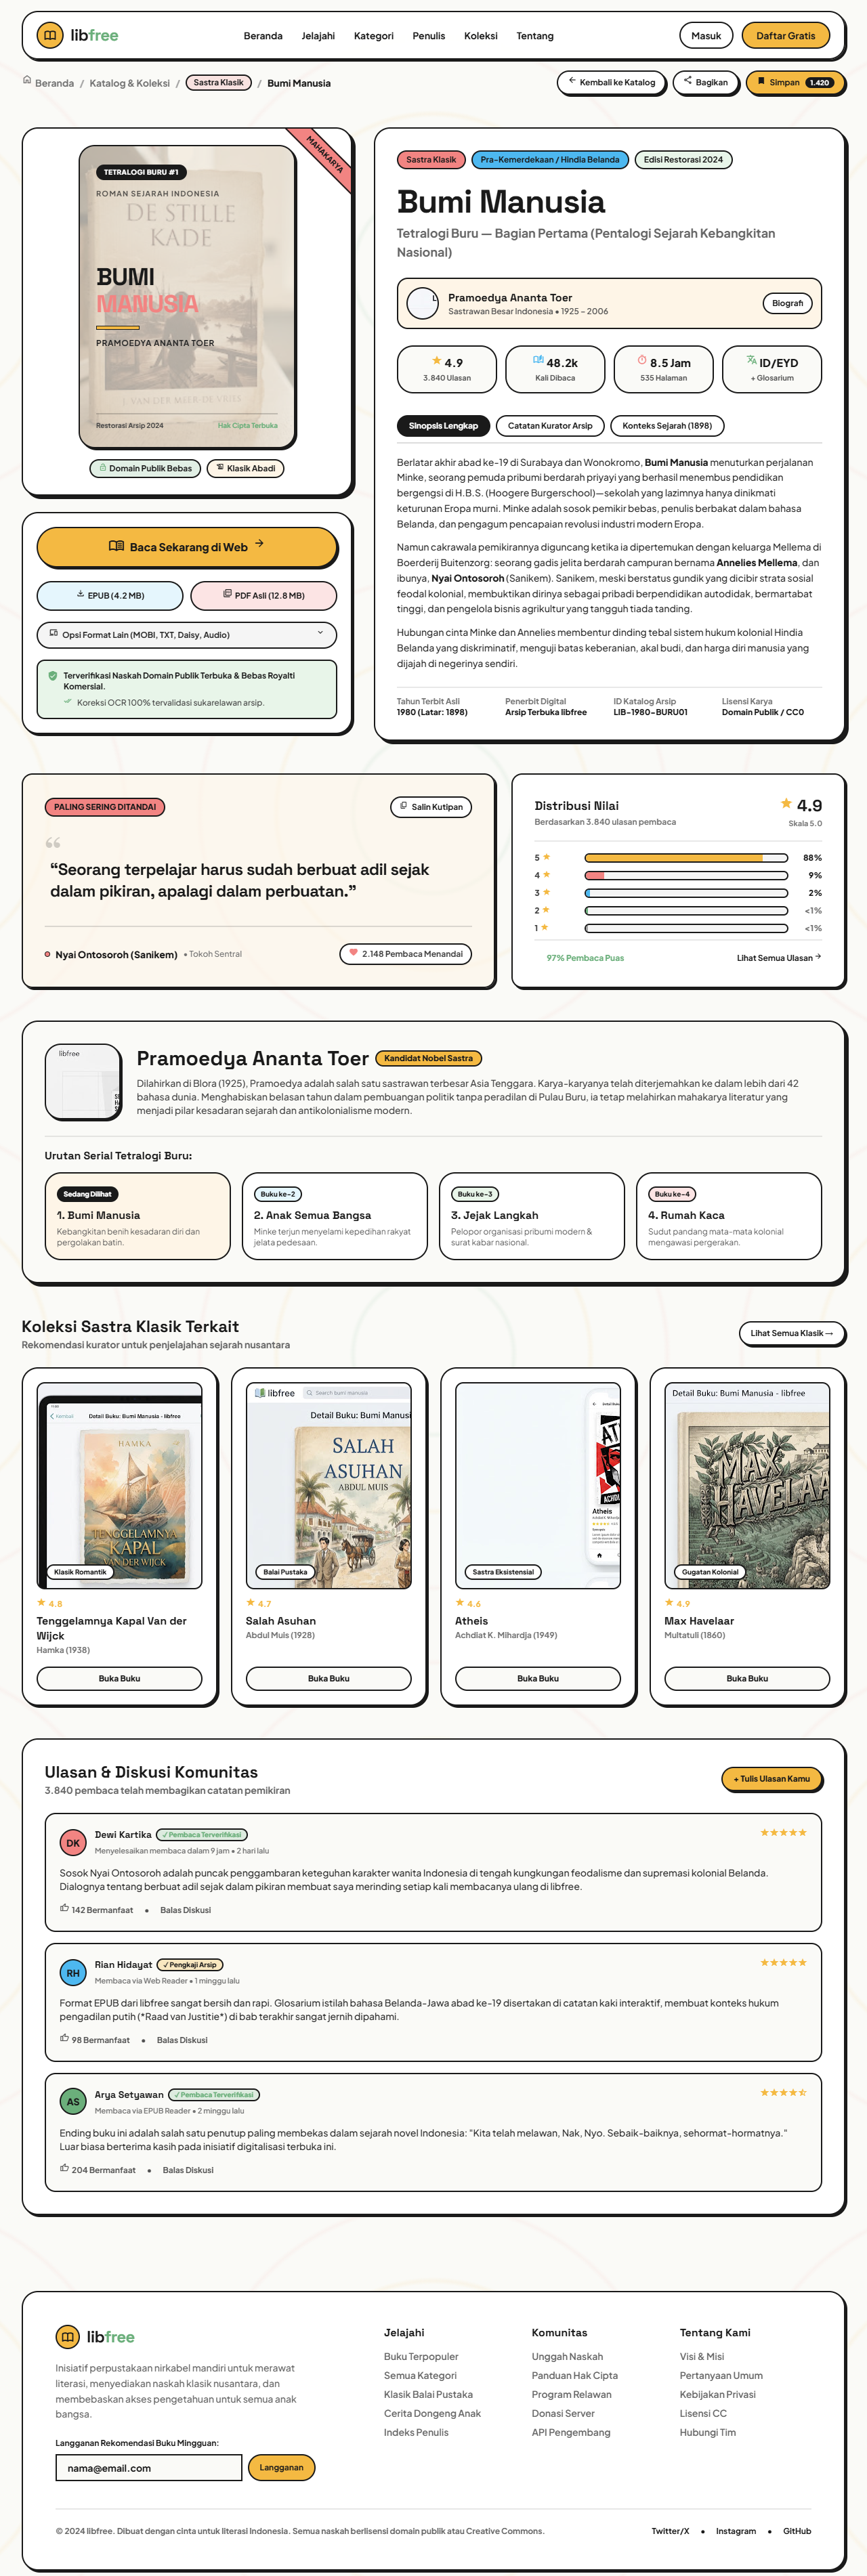 libfree
Beranda Jelajahi Kategori Penulis Koleksi Tentang
Masuk Daftar Gratis
Beranda / Katalog & Koleksi / Sastra Klasik / Bumi Manusia
Kembali ke Katalog Bagikan Simpan 1.420
MAHAKARYA
TETRALOGI BURU #1
ROMAN SEJARAH INDONESIA
DE STILLE
KADE
BUMI
MANUSIA
PRAMOEDYA ANANTA TOER
Restorasi Arsip 2024 Hak Cipta Terbuka
Domain Publik Bebas Klasik Abadi
Baca Sekarang di Web →
EPUB (4.2 MB) PDF Asli (12.8 MB)
Opsi Format Lain (MOBI, TXT, Daisy, Audio)
Terverifikasi Naskah Domain Publik Terbuka & Bebas Royalti
Komersial.
Koreksi OCR 100% tervalidasi sukarelawan arsip.
Sastra Klasik Pra-Kemerdekaan / Hindia Belanda Edisi Restorasi 2024
Bumi Manusia
Tetralogi Buru — Bagian Pertama (Pentalogi Sejarah Kebangkitan
Nasional)
Pramoedya Ananta Toer
Sastrawan Besar Indonesia • 1925 – 2006
Biografi
4.9
3.840 Ulasan
48.2k
Kali Dibaca
8.5 Jam
535 Halaman
ID/EYD
+ Glosarium
Sinopsis Lengkap Catatan Kurator Arsip Konteks Sejarah (1898)
Berlatar akhir abad ke-19 di Surabaya dan Wonokromo, Bumi Manusia menuturkan perjalanan
Minke, seorang pemuda pribumi berdarah priyayi yang berhasil menembus pendidikan
bergengsi di H.B.S. (Hoogere Burgerschool)—sekolah yang lazimnya hanya dinikmati
keturunan Eropa murni. Minke adalah sosok pemikir bebas, penulis berbakat di era Hindia
Belanda, dan pengagum pencapaian revolusi industri modern Eropa.
Namun cakrawala pemikirannya diguncang ketika ia dipertemukan dengan keluarga Mellema di
Boerderij Buitenzorg: seorang gadis jelita berdarah campuran bernama Annelies Mellema, dan
ibunya, Nyai Ontosoroh (Sanikem). Sanikem, meski berstatus gundik yang dicibir strata sosial
feodal kolonial, membuktikan dirinya sebagai pribadi berpendidikan autodidak, bermartabat
tinggi, dan pengelola bisnis agrikultur yang tangguh tiada tanding.
Hubungan cinta Minke dan Annelies membentur dinding tebal sistem hukum kolonial Hindia
Belanda yang diskriminatif, menguji batas keberanian, akal budi, dan harga diri manusia yang
dijajah di negerinya sendiri.
Tahun Terbit Asli
1980 (Latar: 1898)
Penerbit Digital
Arsip Terbuka libfree
ID Katalog Arsip
LIB-1980-BURU01
Lisensi Karya
Domain Publik / CC0
PALING SERING DITANDAI Salin Kutipan
“Seorang terpelajar harus sudah berbuat adil sejak
dalam pikiran, apalagi dalam perbuatan.”
Nyai Ontosoroh (Sanikem) • Tokoh Sentral
2.148 Pembaca Menandai
Distribusi Nilai
Berdasarkan 3.840 ulasan pembaca
4.9
Skala 5.0
5 ★ 88%
4 ★ 9%
3 ★ 2%
2 ★ <1%
1 ★ <1%
97% Pembaca Puas Lihat Semua Ulasan →
libfree
Pramoedya Ananta Toer Kandidat Nobel Sastra
Dilahirkan di Blora (1925), Pramoedya adalah salah satu sastrawan terbesar Asia Tenggara. Karya-karyanya telah diterjemahkan ke dalam lebih dari 42
bahasa dunia. Menghabiskan belasan tahun dalam pembuangan politik tanpa peradilan di Pulau Buru, ia tetap melahirkan mahakarya literatur yang
menjadi pilar kesadaran sejarah dan antikolonialisme modern.
Urutan Serial Tetralogi Buru:
Sedang Dilihat
1. Bumi Manusia
Kebangkitan benih kesadaran diri dan
pergolakan batin.
Buku ke-2
2. Anak Semua Bangsa
Minke terjun menyelami kepedihan rakyat
jelata pedesaan.
Buku ke-3
3. Jejak Langkah
Pelopor organisasi pribumi modern &
surat kabar nasional.
Buku ke-4
4. Rumah Kaca
Sudut pandang mata-mata kolonial
mengawasi pergerakan.
Koleksi Sastra Klasik Terkait
Rekomendasi kurator untuk penjelajahan sejarah nusantara
Lihat Semua Klasik →
Kembali Detail Buku: Bumi Manusia - libfree
HAMKA
TENGGELAMNYA
KAPAL
VAN DER WIJCK
Klasik Romantik
4.8
Tenggelamnya Kapal Van der
Wijck
Hamka (1938)
Buka Buku
libfree Search bumi manusia
Detail Buku: Bumi Manusi
SALAH
ASUHAN
ABDUL MUIS
Balai Pustaka
4.7
Salah Asuhan
Abdul Muis (1928)
Buka Buku
Atheis
Sastra Eksistensial
4.6
Atheis
Achdiat K. Mihardja (1949)
Buka Buku
Detail Buku: Bumi Manusia - libfree
MAX
HAVELAA
Gugatan Kolonial
4.9
Max Havelaar
Multatuli (1860)
Buka Buku
Ulasan & Diskusi Komunitas
3.840 pembaca telah membagikan catatan pemikiran
+ Tulis Ulasan Kamu
DK Dewi Kartika ✓ Pembaca Terverifikasi
Menyelesaikan membaca dalam 9 jam • 2 hari lalu
Sosok Nyai Ontosoroh adalah puncak penggambaran keteguhan karakter wanita Indonesia di tengah kungkungan feodalisme dan supremasi kolonial Belanda.
Dialognya tentang berbuat adil sejak dalam pikiran membuat saya merinding setiap kali membacanya ulang di libfree.
142 Bermanfaat • Balas Diskusi
RH Rian Hidayat ✓ Pengkaji Arsip
Membaca via Web Reader • 1 minggu lalu
Format EPUB dari libfree sangat bersih dan rapi. Glosarium istilah bahasa Belanda-Jawa abad ke-19 disertakan di catatan kaki interaktif, membuat konteks hukum
pengadilan putih (*Raad van Justitie*) di bab terakhir sangat jernih dipahami.
98 Bermanfaat • Balas Diskusi
AS Arya Setyawan ✓ Pembaca Terverifikasi
Membaca via EPUB Reader • 2 minggu lalu
Ending buku ini adalah salah satu penutup paling membekas dalam sejarah novel Indonesia: "Kita telah melawan, Nak, Nyo. Sebaik-baiknya, sehormat-hormatnya."
Luar biasa berterima kasih pada inisiatif digitalisasi terbuka ini.
204 Bermanfaat • Balas Diskusi
libfree
Inisiatif perpustakaan nirkabel mandiri untuk merawat
literasi, menyediakan naskah klasik nusantara, dan
membebaskan akses pengetahuan untuk semua anak
bangsa.
Langganan Rekomendasi Buku Mingguan:
nama@email.com Langganan
Jelajahi
Buku Terpopuler
Semua Kategori
Klasik Balai Pustaka
Cerita Dongeng Anak
Indeks Penulis
Komunitas
Unggah Naskah
Panduan Hak Cipta
Program Relawan
Donasi Server
API Pengembang
Tentang Kami
Visi & Misi
Pertanyaan Umum
Kebijakan Privasi
Lisensi CC
Hubungi Tim
© 2024 libfree. Dibuat dengan cinta untuk literasi Indonesia. Semua naskah berlisensi domain publik atau Creative Commons.
Twitter/X • Instagram • GitHub